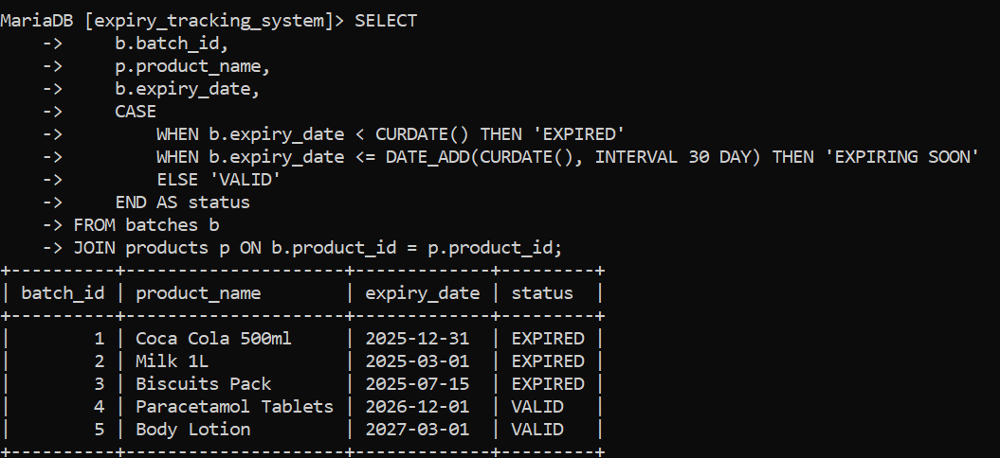 MariaDB [expiry_tracking_system]> SELECT
    ->     b.batch_id,
    ->     p.product_name,
    ->     b.expiry_date,
    ->     CASE
    ->         WHEN b.expiry_date < CURDATE() THEN 'EXPIRED'
    ->         WHEN b.expiry_date <= DATE_ADD(CURDATE(), INTERVAL 30 DAY) THEN 'EXPIRING SOON'
    ->         ELSE 'VALID'
    ->     END AS status
    -> FROM batches b
    -> JOIN products p ON b.product_id = p.product_id;
+----------+---------------------+-------------+---------+
| batch_id | product_name        | expiry_date | status  |
+----------+---------------------+-------------+---------+
|        1 | Coca Cola 500ml     | 2025-12-31  | EXPIRED |
|        2 | Milk 1L             | 2025-03-01  | EXPIRED |
|        3 | Biscuits Pack       | 2025-07-15  | EXPIRED |
|        4 | Paracetamol Tablets | 2026-12-01  | VALID   |
|        5 | Body Lotion         | 2027-03-01  | VALID   |
+----------+---------------------+-------------+---------+